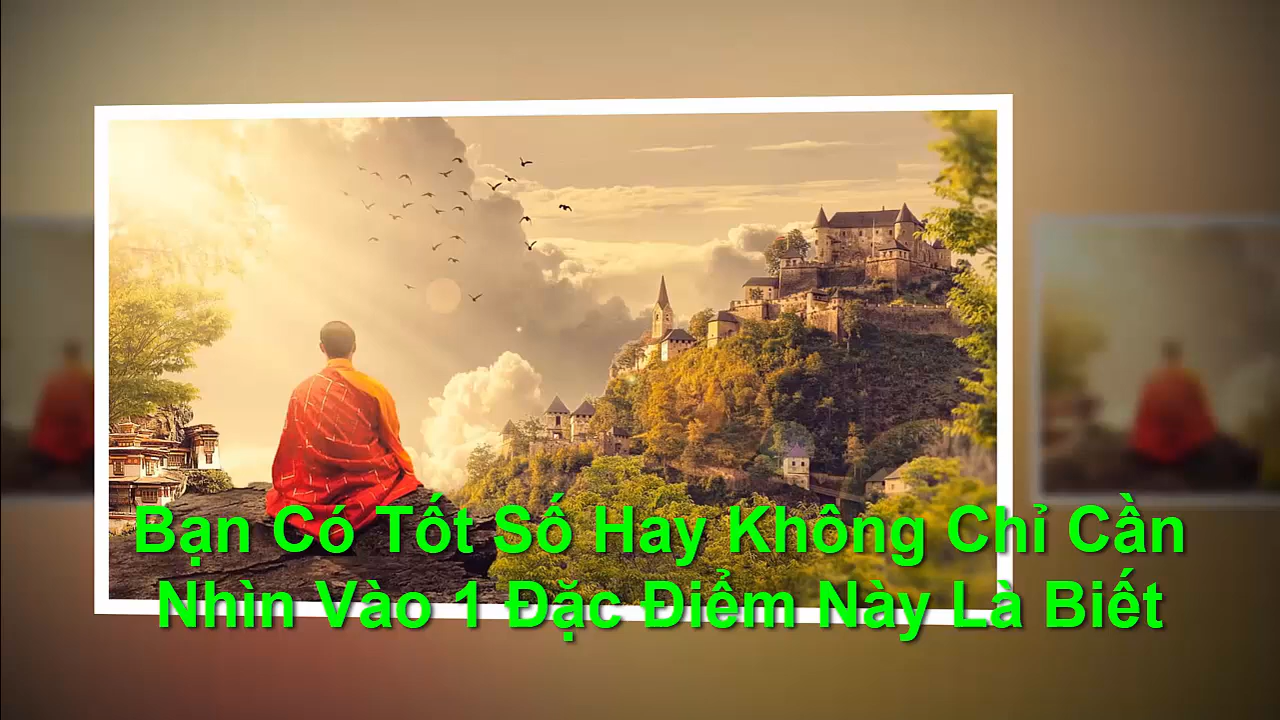 Bạn Có Tốt Số Hay Không Chỉ Cần
Nhìn Vào 1 Đặc Điểm Này Là Biết